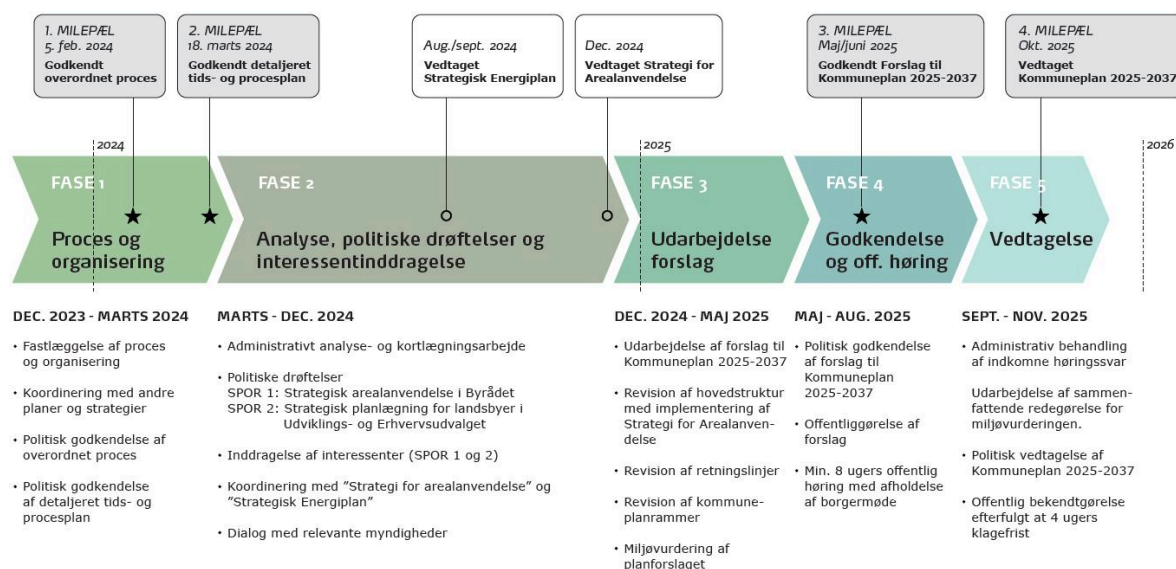 1. MILEPÆL
5. feb. 2024
Godkendt
overordnet proces
2. MILEPÆL
18. marts 2024
Godkendt detaljeret
tids- og procesplan
Aug./sept. 2024
Vedtaget
Strategisk Energiplan
Dec. 2024
Vedtaget Strategi for
Arealanvendelse
3. MILEPÆL
Maj/juni 2025
Godkendt Forslag til
Kommuneplan 2025-2037
4. MILEPÆL
Okt. 2025
Vedtaget
Kommuneplan 2025-2037
2024
2025
2026
FASE 1
Proces og
organisering
FASE 2
Analyse, politiske drøftelser og
interessentinddragelse
FASE 3
Udarbejdelse
forslag
FASE 4
Godkendelse
og off. høring
FASE 5
Vedtagelse
DEC. 2023 - MARTS 2024
• Fastlæggelse af proces
og organisering
• Koordinering med andre
planer og strategier
• Politisk godkendelse af
overordnet proces
• Politisk godkendelse
af detaljeret tids- og
procesplan
MARTS - DEC. 2024
• Administrativt analyse- og kortlægningsarbejde
• Politiske drøftelser
SPOR 1: Strategisk arealanvendelse i Byrådet
SPOR 2: Strategisk planlægning for landsbyer i
Udviklings- og Erhvervsudvalget
• Inddragelse af interessenter (SPOR 1 og 2)
• Koordinering med ”Strategi for arealanvendelse” og
”Strategisk Energiplan”
• Dialog med relevante myndigheder
DEC. 2024 - MAJ 2025
• Udarbejdelse af forslag til
Kommuneplan 2025-2037
• Revision af hovedstruktur
med implementering af
Strategi for Arealanven-
delse
• Revision af retningslinjer
• Revision af kommune-
planrammer
• Miljøvurdering af
planforslaget
MAJ - AUG. 2025
• Politisk godkendelse
af forslag til
Kommuneplan
2025-2037
• Offentliggørelse af
forslag
• Min. 8 ugers offentlig
høring med afholdelse
af borgermøde
SEPT. - NOV. 2025
• Administrativ behandling
af indkomne høringssvar
Udarbejdelse af sammen-
fattende redegørelse for
miljøvurderingen.
• Politisk vedtagelse af
Kommuneplan 2025-2037
• Offentlig bekendtgørelse
efterfulgt at 4 ugers
klagefrist